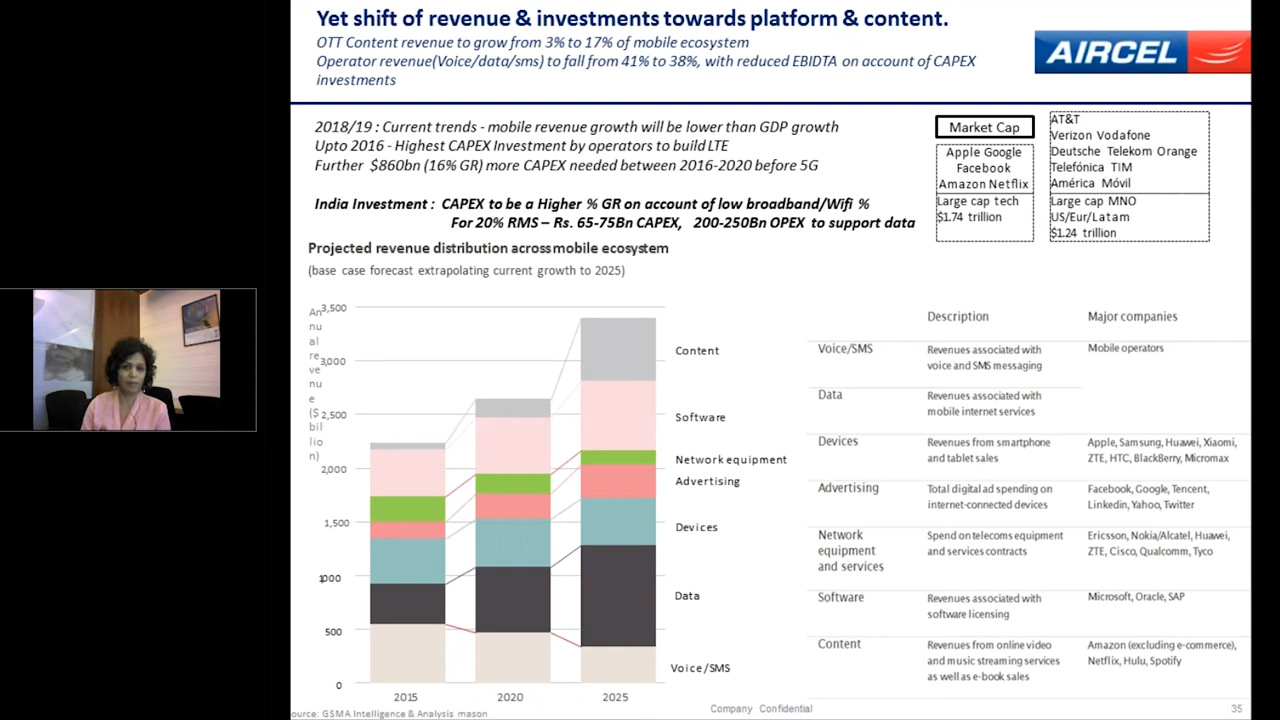 Yet shift of revenue & investments towards platform & content.
OTT Content revenue to grow from 3% to 17% of mobile ecosystem
Operator revenue(Voice/data/sms) to fall from 41% to 38%, with reduced EBIDTA on account of CAPEX
investments
AIRCEL
2018/19 : Current trends - mobile revenue growth will be lower than GDP growth
Upto 2016 - Highest CAPEX Investment by operators to build LTE
Further $860bn (16% GR) more CAPEX needed between 2016-2020 before 5G
India Investment : CAPEX to be a Higher % GR on account of low broadband/Wifi %
For 20% RMS – Rs. 65-75Bn CAPEX, 200-250Bn OPEX to support data
Market Cap
Apple Google
Facebook
Amazon Netflix
Large cap tech
$1.74 trillion
AT&T
Verizon Vodafone
Deutsche Telekom Orange
Telefónica TIM
América Móvil
Large cap MNO
US/Eur/Latam
$1.24 trillion
Projected revenue distribution across mobile ecosystem
(base case forecast extrapolating current growth to 2025)
An
nu
al
re
ve
nu
e
($
bil
lio
n)
3,500
3,000
2,500
2,000
1,500
1000
500
0
2015
2020
2025
Content
Software
Network equipment
Advertising
Devices
Data
Voice/SMS
Description
Major companies
Voice/SMS
Revenues associated with
voice and SMS messaging
Mobile operators
Data
Revenues associated with
mobile internet services
Devices
Revenues from smartphone
and tablet sales
Apple, Samsung, Huawei, Xiaomi,
ZTE, HTC, BlackBerry, Micromax
Advertising
Total digital ad spending on
internet-connected devices
Facebook, Google, Tencent,
Linkedin, Yahoo, Twitter
Network
equipment
and services
Spend on telecoms equipment
and services contracts
Ericsson, Nokia/Alcatel, Huawei,
ZTE, Cisco, Qualcomm, Tyco
Software
Revenues associated with
software licensing
Microsoft, Oracle, SAP
Content
Revenues from online video
and music streaming services
as well as e-book sales
Amazon (excluding e-commerce),
Netflix, Hulu, Spotify
ource: GSMA Intelligence & Analysis mason
Company Confidential
35